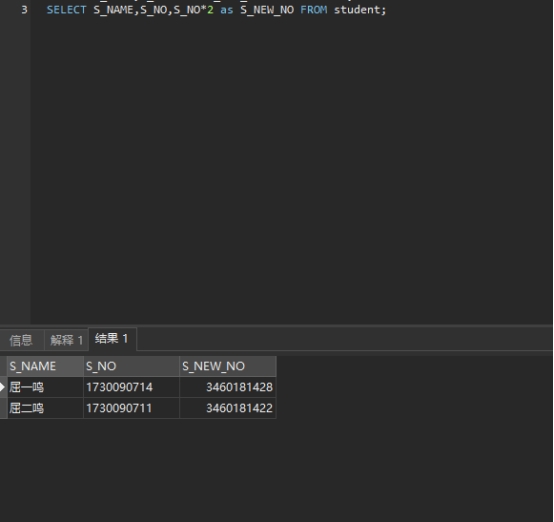 3 SELECT S_NAME,S_NO,S_NO*2 as S_NEW_NO FROM student;
信息 解释 1 结果 1
S_NAME S_NO S_NEW_NO
屈一鸣 1730090714 3460181428
屈二鸣 1730090711 3460181422